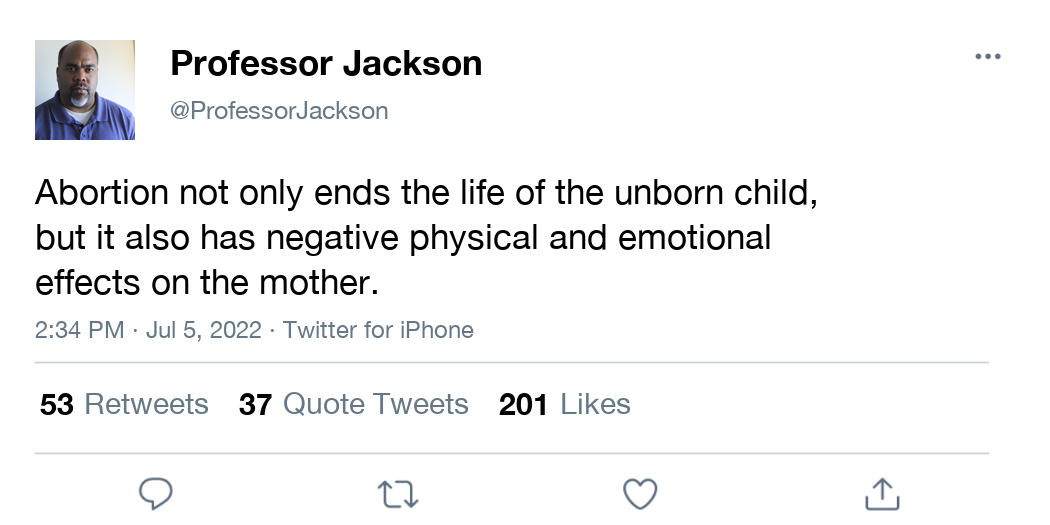 Professor Jackson
@ProfessorJackson
Abortion not only ends the life of the unborn child,
but it also has negative physical and emotional
effects on the mother.
2:34 PM · Jul 5, 2022 · Twitter for iPhone
53 Retweets 37 Quote Tweets 201 Likes